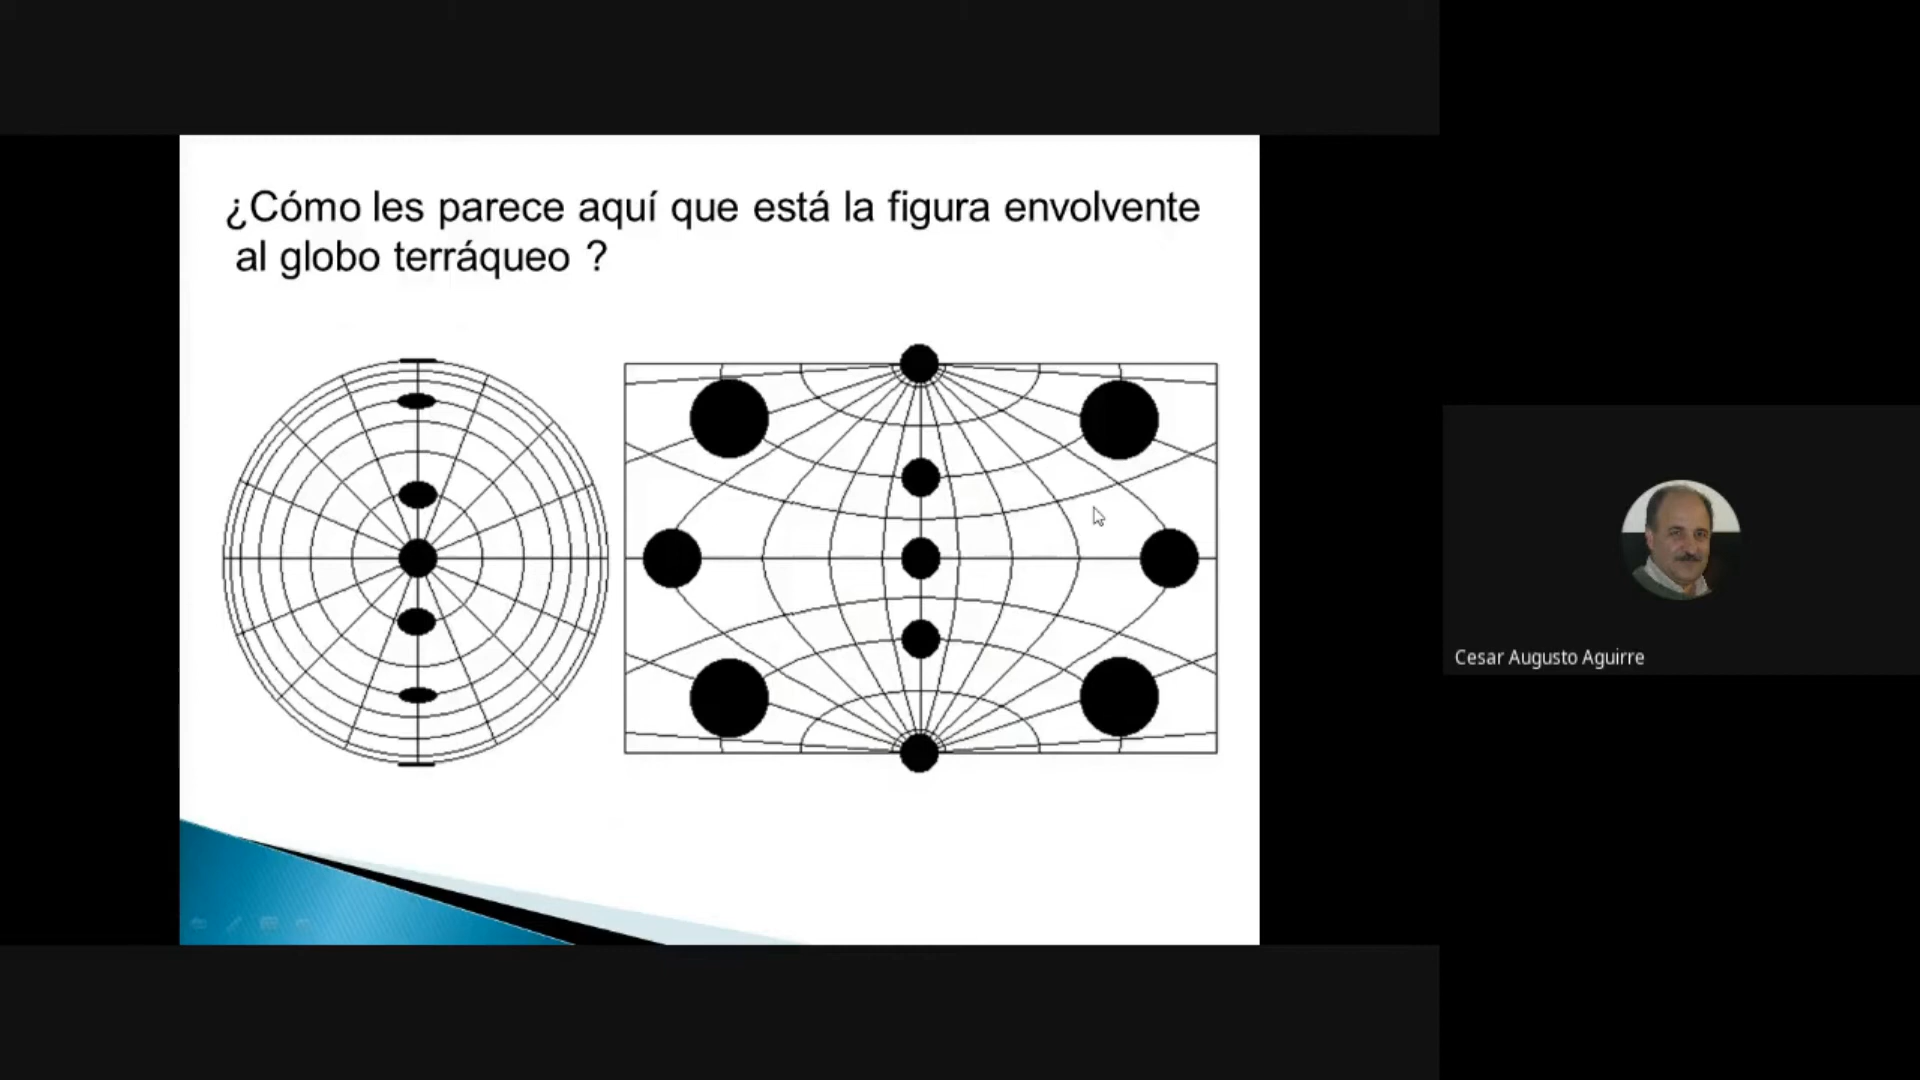 ¿Cómo les parece aquí que está la figura envolvente
al globo terráqueo ?
Cesar Augusto Aguirre